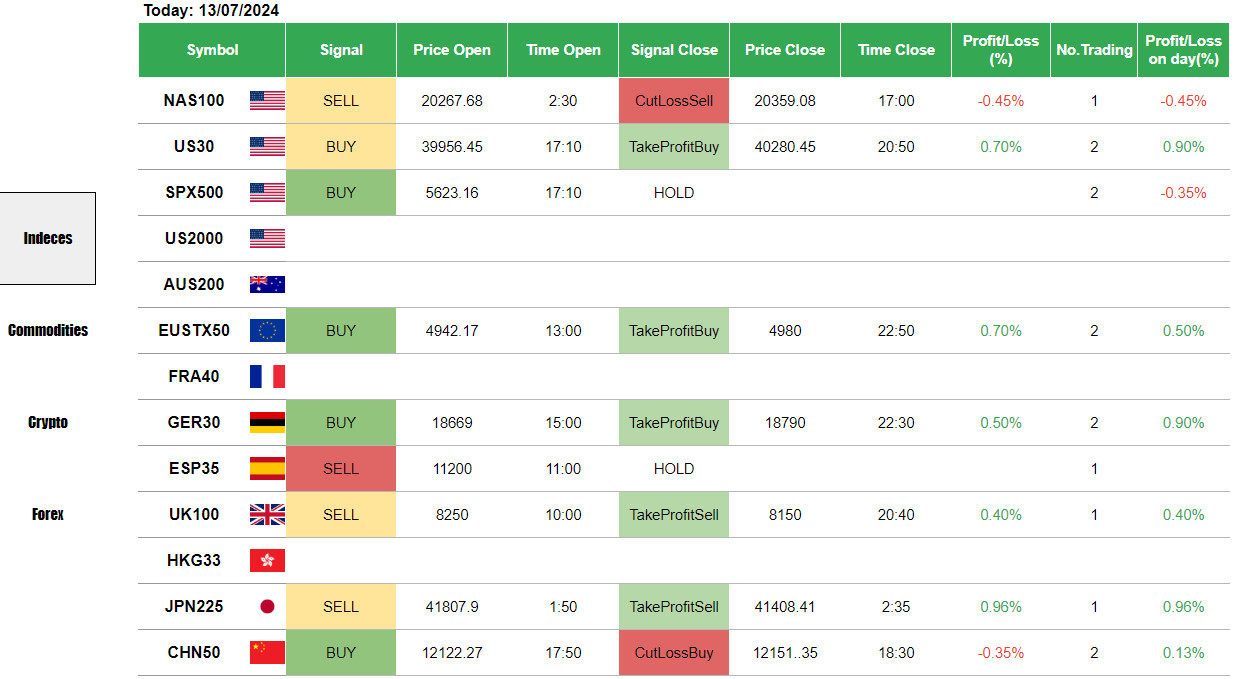 Today: 13/07/2024
Symbol Signal Price Open Time Open Signal Close Price Close Time Close Profit/Loss (%) No.Trading Profit/Loss on day(%)
NAS100 SELL 20267.68 2:30 CutLossSell 20359.08 17:00 -0.45% 1 -0.45%
US30 BUY 39956.45 17:10 TakeProfitBuy 40280.45 20:50 0.70% 2 0.90%
SPX500 BUY 5623.16 17:10 HOLD 2 -0.35%
Indeces US2000
AUS200
Commodities EUSTX50 BUY 4942.17 13:00 TakeProfitBuy 4980 22:50 0.70% 2 0.50%
FRA40
Crypto GER30 BUY 18669 15:00 TakeProfitBuy 18790 22:30 0.50% 2 0.90%
ESP35 SELL 11200 11:00 HOLD 1
Forex UK100 SELL 8250 10:00 TakeProfitSell 8150 20:40 0.40% 1 0.40%
HKG33
JPN225 SELL 41807.9 1:50 TakeProfitSell 41408.41 2:35 0.96% 1 0.96%
CHN50 BUY 12122.27 17:50 CutLossBuy 12151..35 18:30 -0.35% 2 0.13%